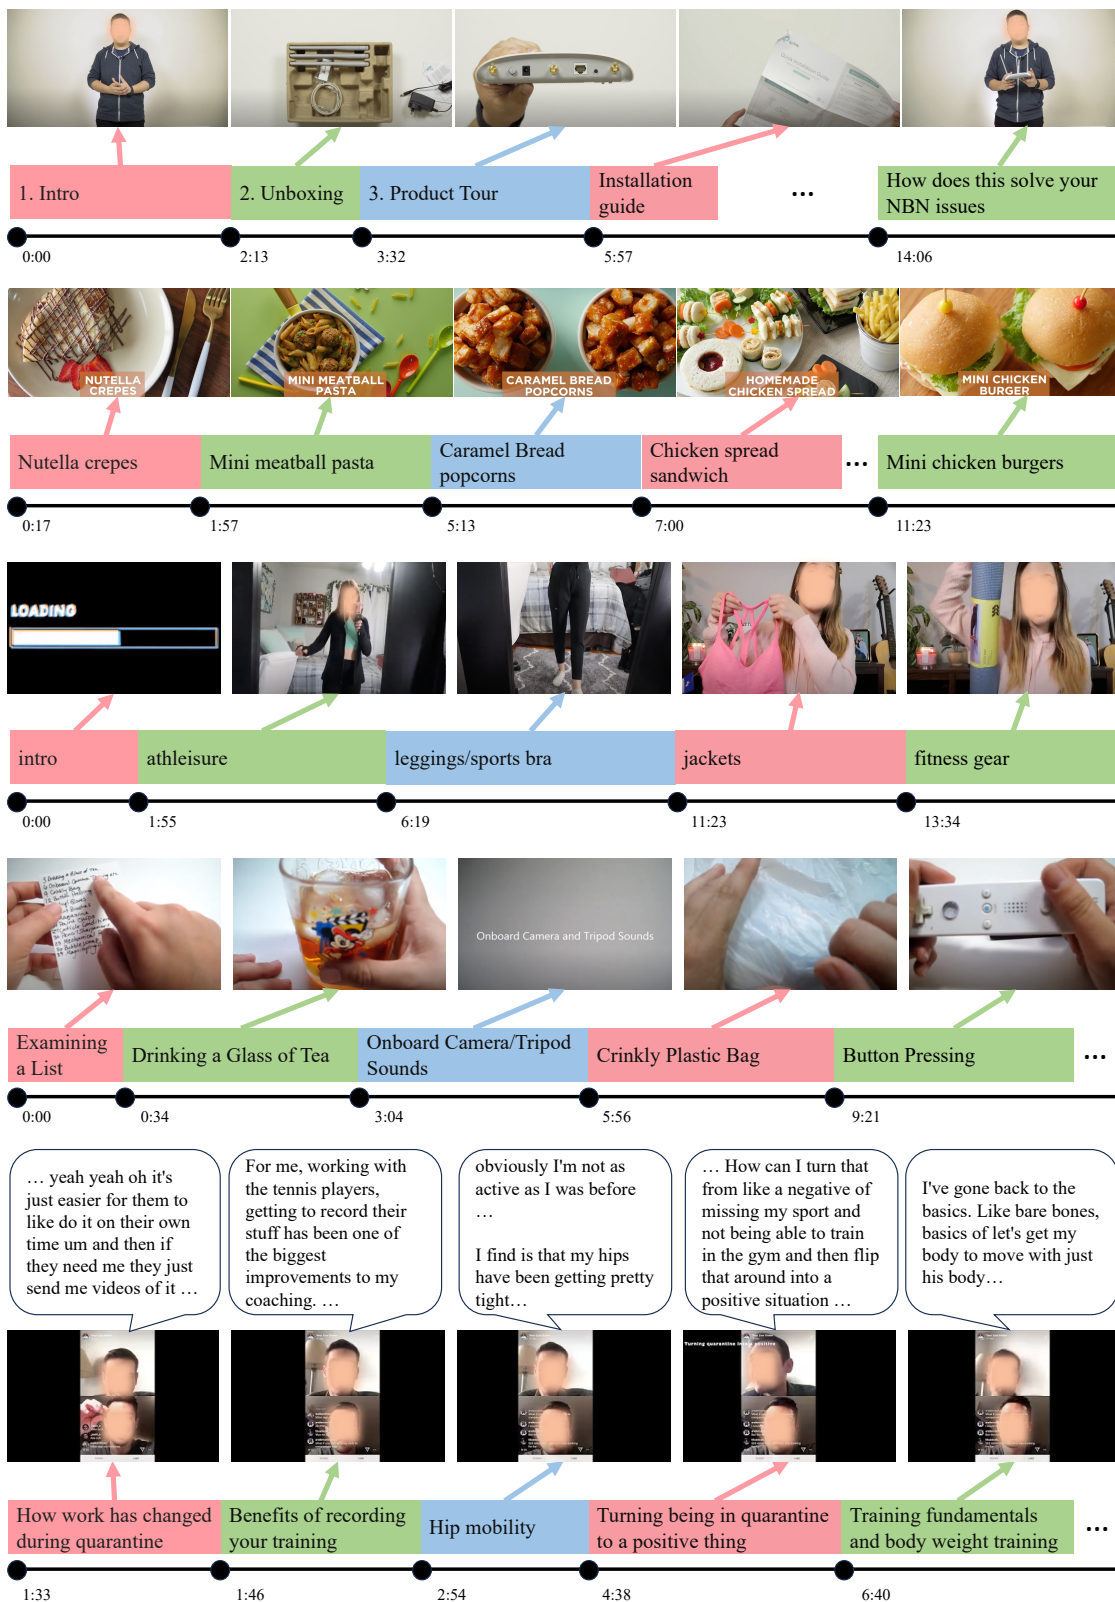 Quick Installation Guide
1. Intro
2. Unboxing
3. Product Tour
Installation
guide
...
How does this solve your
NBN issues
0:00
2:13
3:32
5:57
14:06
NUTELLA
CREPES
MINI MEATBALL
PASTA
CARAMEL BREAD
POPCORNS
HOMEMADE
CHICKEN SPREAD
MINI CHICKEN
BURGER
Nutella crepes
Mini meatball pasta
Caramel Bread
popcorns
Chicken spread
sandwich
...
Mini chicken burgers
0:17
1:57
5:13
7:00
11:23
LOADING
intro
athleisure
leggings/sports bra
jackets
fitness gear
0:00
1:55
6:19
11:23
13:34
Onboard Camera and Tripod Sounds
Examining
a List
Drinking a Glass of Tea
Onboard Camera/Tripod
Sounds
Crinkly Plastic Bag
Button Pressing
...
0:00
0:34
3:04
5:56
9:21
... yeah yeah oh it's
just easier for them to
like do it on their own
time um and then if
they need me they just
send me videos of it ...
For me, working with
the tennis players,
getting to record their
stuff has been one of
the biggest
improvements to my
coaching. ...
obviously I'm not as
active as I was before
...
I find is that my hips
have been getting pretty
tight...
... How can I turn that
from like a negative of
missing my sport and
not being able to train
in the gym and then flip
that around into a
positive situation ...
I've gone back to the
basics. Like bare bones,
basics of let's get my
body to move with just
his body...
Turning quarantine into a positive
How work has changed
during quarantine
Benefits of recording
your training
Hip mobility
Turning being in quarantine
to a positive thing
Training fundamentals
and body weight training
...
1:33
1:46
2:54
4:38
6:40